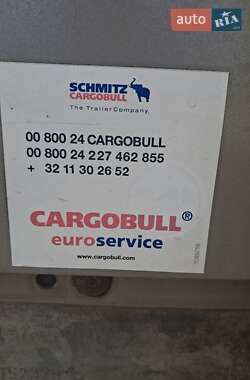 auto RIA
.com
SCHMITZ
CARGOBULL
The Trailer Company.
00 800 24 CARGOBULL
00 800 24 227 462 855
+ 32 11 30 26 52
CARGOBULL®
euroservice
www.cargobull.com